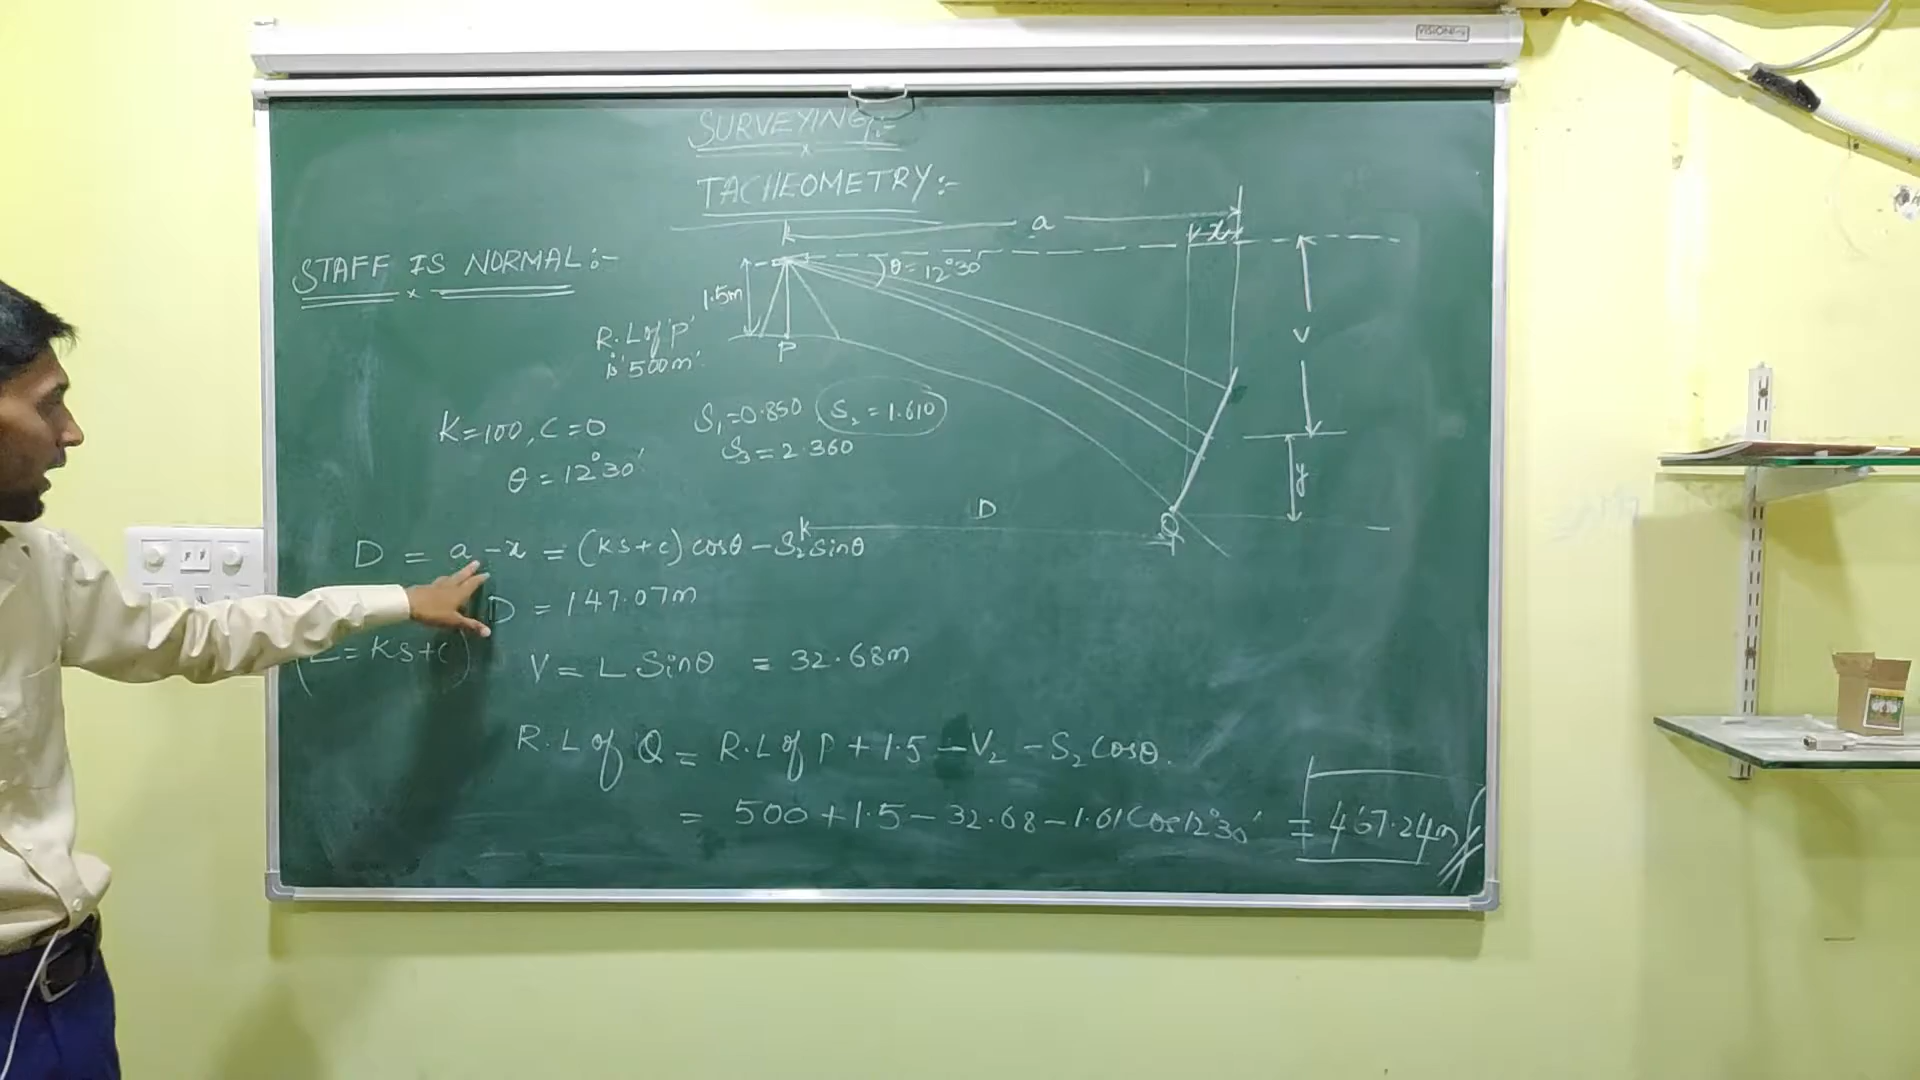 SURVEYING:-
TACHEOMETRY:-
STAFF IS NORMAL:-
a
x
θ = 12°30'
1.5m
V
R.L of 'P'
is 500m.
P
K=100, C=0
S₁=0.850 S₂ = 1.610
S₃ = 2.360
θ = 12°30'
y
D
Q
D = a - x = (KS+C) cosθ - S₂ sinθ
D = 147.07m
(L = KS+C)
V = L Sinθ = 32.68m
R.L of Q = R.L of P + 1.5 - V₂ - S₂ cosθ.
= 500 + 1.5 - 32.68 - 1.61 Cos 12°30' = 467.24m